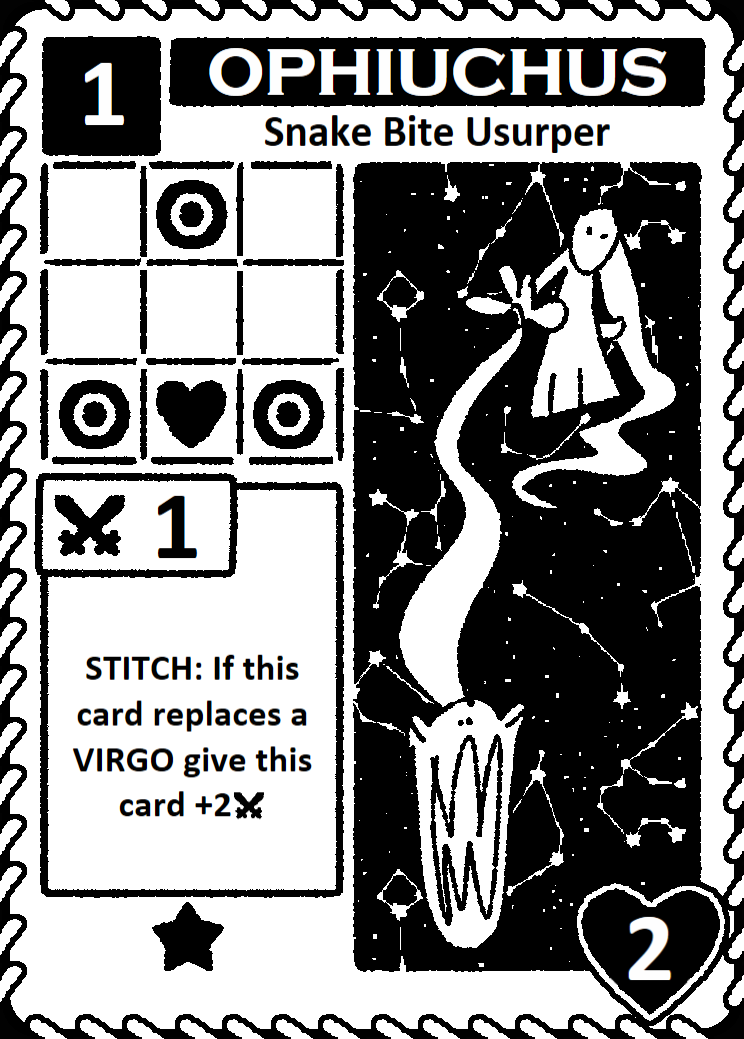 1
OPHIUCHUS
Snake Bite Usurper
1
STITCH: If this
card replaces a
VIRGO give this
card +2
2